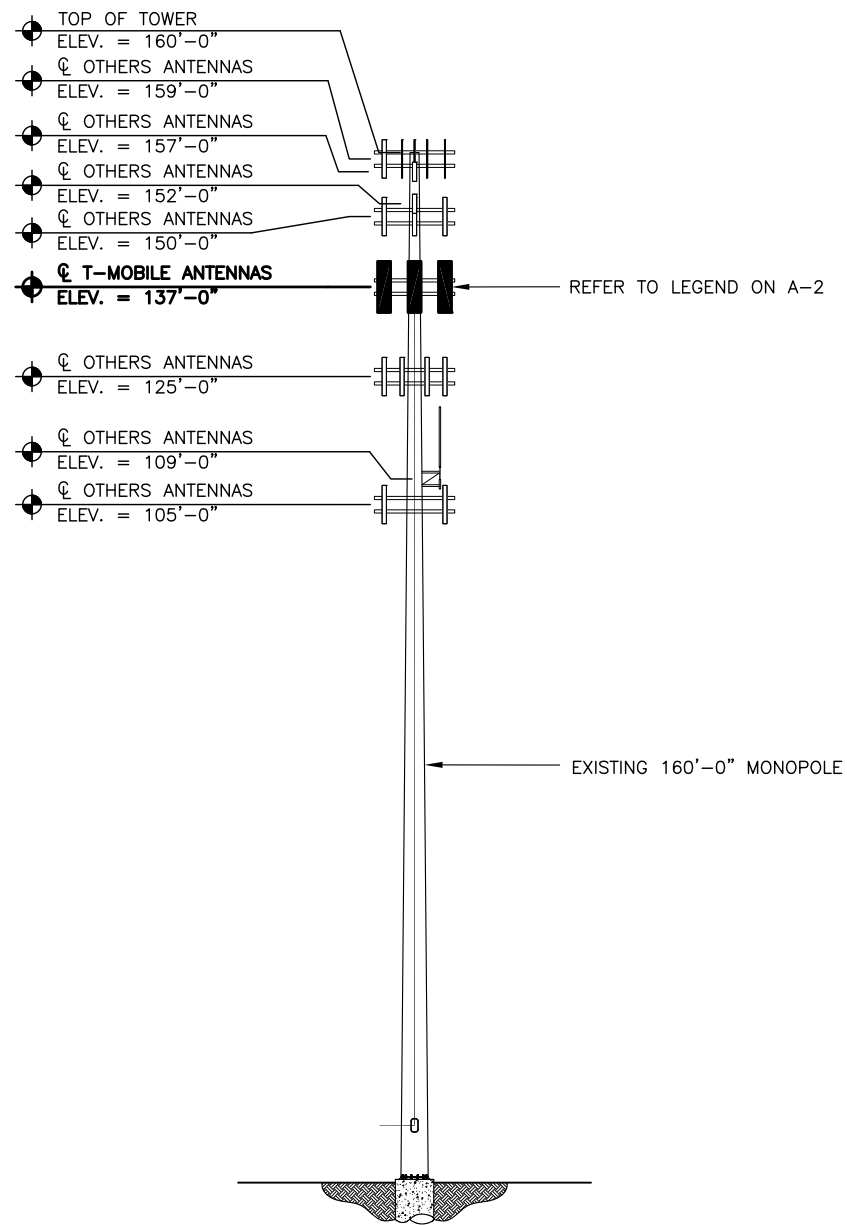 TOP OF TOWER
ELEV. = 160'-0"
℄ OTHERS ANTENNAS
ELEV. = 159'-0"
℄ OTHERS ANTENNAS
ELEV. = 157'-0"
℄ OTHERS ANTENNAS
ELEV. = 152'-0"
℄ OTHERS ANTENNAS
ELEV. = 150'-0"
℄ T-MOBILE ANTENNAS
ELEV. = 137'-0"
REFER TO LEGEND ON A-2
℄ OTHERS ANTENNAS
ELEV. = 125'-0"
℄ OTHERS ANTENNAS
ELEV. = 109'-0"
℄ OTHERS ANTENNAS
ELEV. = 105'-0"
EXISTING 160'-0" MONOPOLE